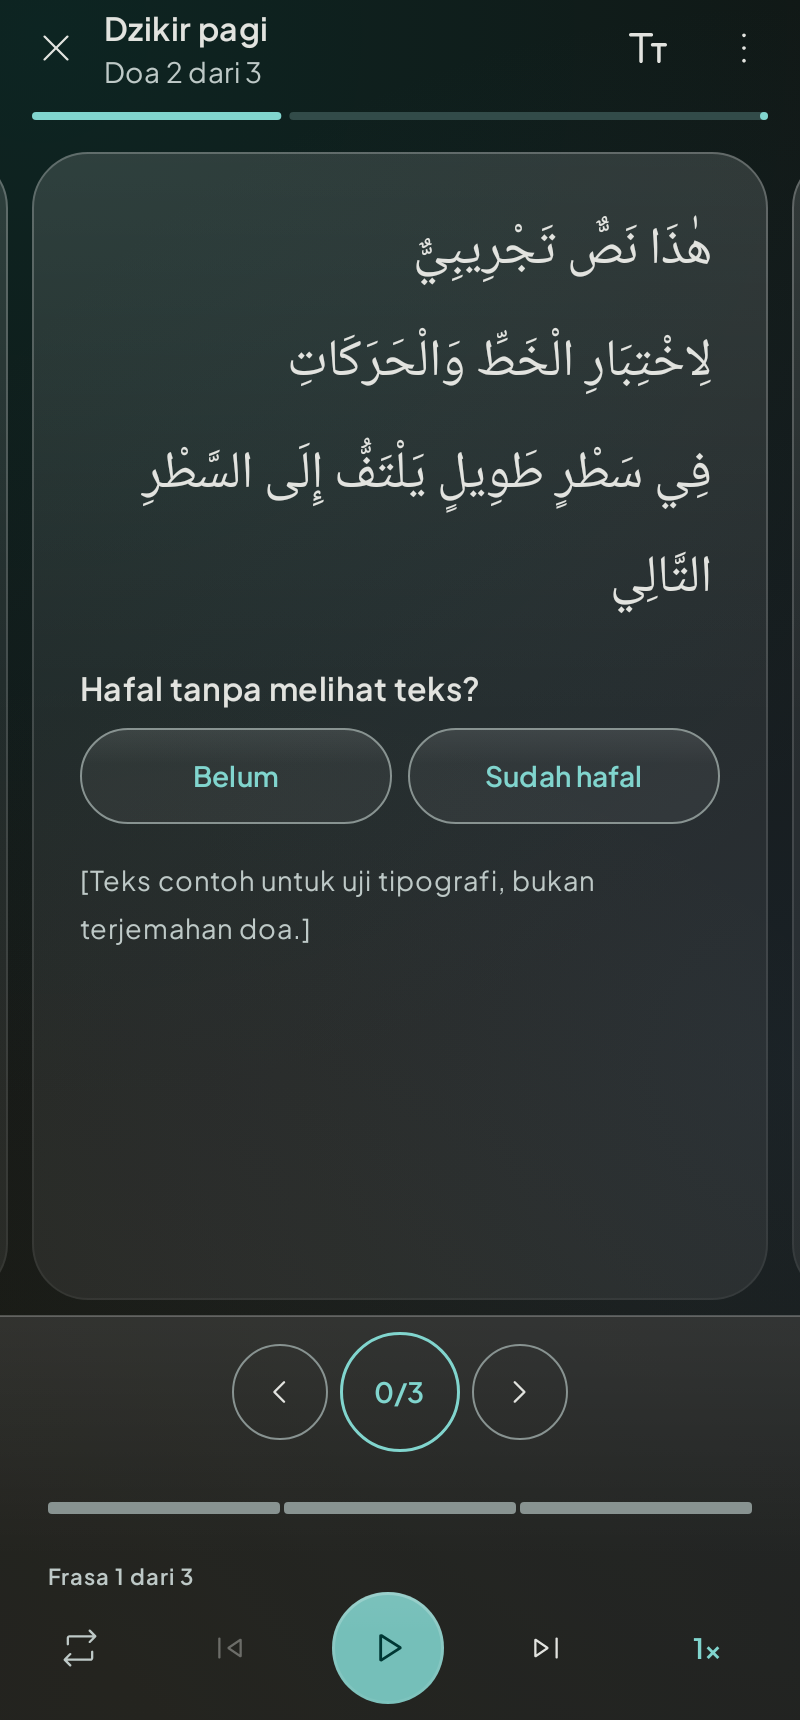 Dzikir pagi
Doa 2 dari 3
Tт
هٰذَا نَصٌّ تَجْرِيبِيٌّ
لِاخْتِبَارِ الْخَطِّ وَالْحَرَكَاتِ
فِي سَطْرٍ طَوِيلٍ يَلْتَفُّ إِلَى السَّطْرِ
التَّالِي
Hafal tanpa melihat teks?
Belum
Sudah hafal
[Teks contoh untuk uji tipografi, bukan
terjemahan doa.]
0/3
Frasa 1 dari 3
1×